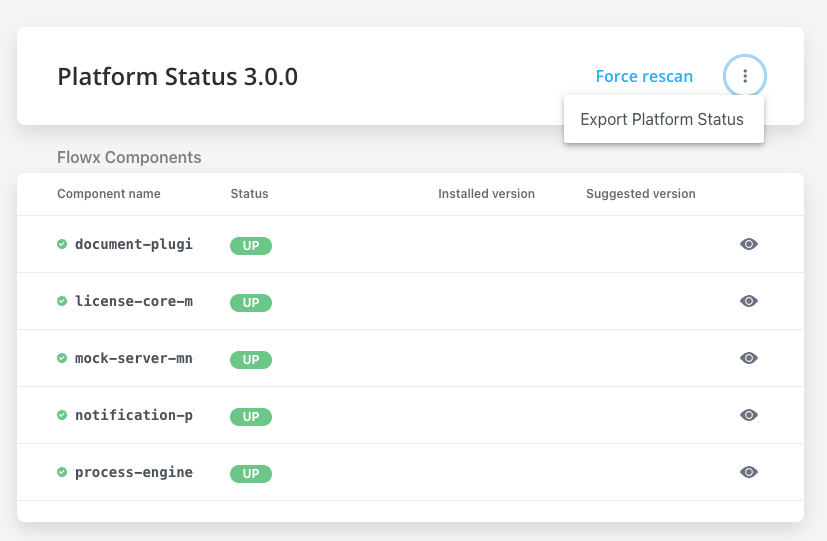 Platform Status 3.0.0
Force rescan
Export Platform Status
Flowx Components
Component name Status Installed version Suggested version
document-plugi UP
license-core-m UP
mock-server-mn UP
notification-p UP
process-engine UP